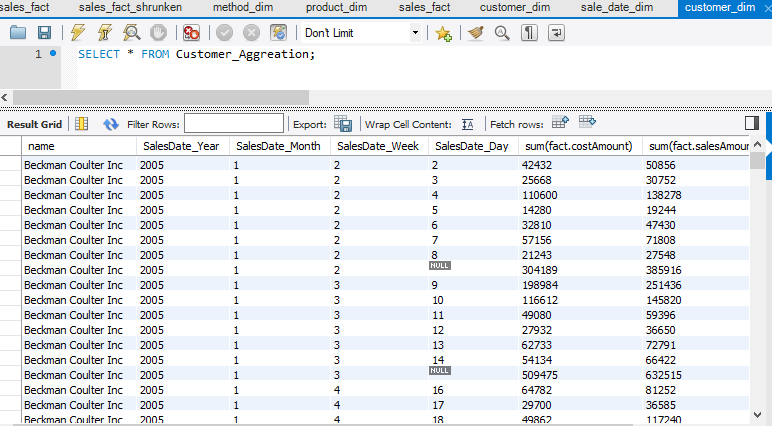 sales_fact sales_fact_shrunken method_dim product_dim sales_fact customer_dim sale_date_dim customer_dim
Don't Limit
1 SELECT * FROM Customer_Aggreation;
Result Grid Filter Rows: Export: Wrap Cell Content: Fetch rows:
name SalesDate_Year SalesDate_Month SalesDate_Week SalesDate_Day sum(fact.costAmount) sum(fact.salesAmoun
Beckman Coulter Inc 2005 1 2 2 42432 50856
Beckman Coulter Inc 2005 1 2 3 25668 30752
Beckman Coulter Inc 2005 1 2 4 110600 138278
Beckman Coulter Inc 2005 1 2 5 14280 19244
Beckman Coulter Inc 2005 1 2 6 32810 47430
Beckman Coulter Inc 2005 1 2 7 57156 71808
Beckman Coulter Inc 2005 1 2 8 21243 27548
Beckman Coulter Inc 2005 1 2 NULL 304189 385916
Beckman Coulter Inc 2005 1 3 9 198984 251436
Beckman Coulter Inc 2005 1 3 10 116612 145820
Beckman Coulter Inc 2005 1 3 11 49080 59396
Beckman Coulter Inc 2005 1 3 12 27932 36650
Beckman Coulter Inc 2005 1 3 13 62733 72791
Beckman Coulter Inc 2005 1 3 14 54134 66422
Beckman Coulter Inc 2005 1 3 NULL 509475 632515
Beckman Coulter Inc 2005 1 4 16 64782 81252
Beckman Coulter Inc 2005 1 4 17 29700 36585
Beckman Coulter Inc 2005 1 4 18 49862 117240